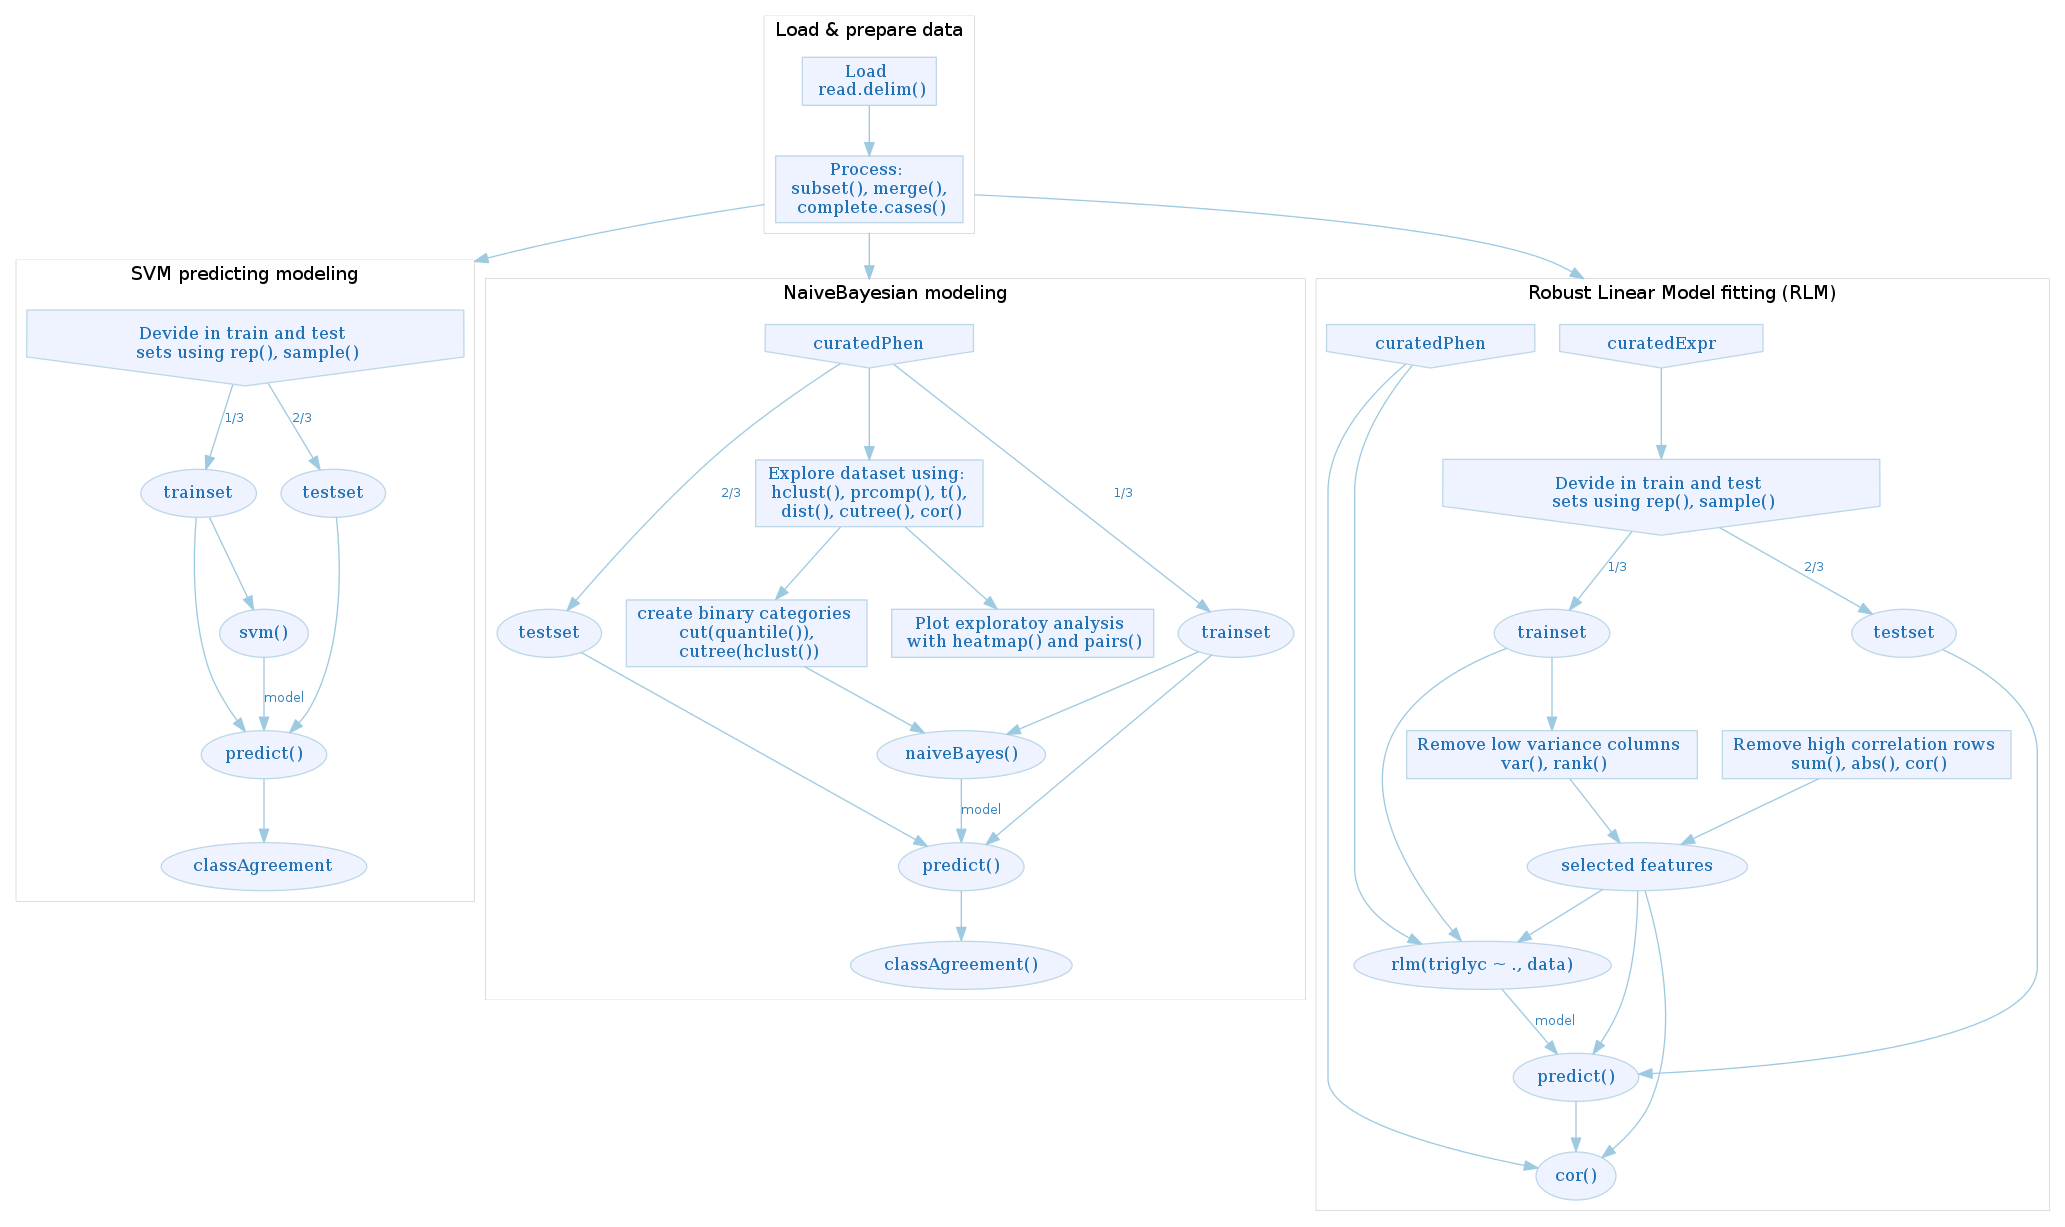 Load & prepare data
Load
read.delim()
Process:
subset(), merge(),
complete.cases()
SVM predicting modeling
Devide in train and test
sets using rep(), sample()
1/3
2/3
trainset
testset
svm()
model
predict()
classAgreement
NaiveBayesian modeling
curatedPhen
Explore dataset using:
hclust(), prcomp(), t(),
dist(), cutree(), cor()
2/3
1/3
testset
create binary categories
cut(quantile()),
cutree(hclust())
Plot exploratoy analysis
with heatmap() and pairs()
trainset
naiveBayes()
model
predict()
classAgreement()
Robust Linear Model fitting (RLM)
curatedPhen
curatedExpr
Devide in train and test
sets using rep(), sample()
1/3
2/3
trainset
testset
Remove low variance columns
var(), rank()
Remove high correlation rows
sum(), abs(), cor()
selected features
rlm(triglyc ~ ., data)
model
predict()
cor()